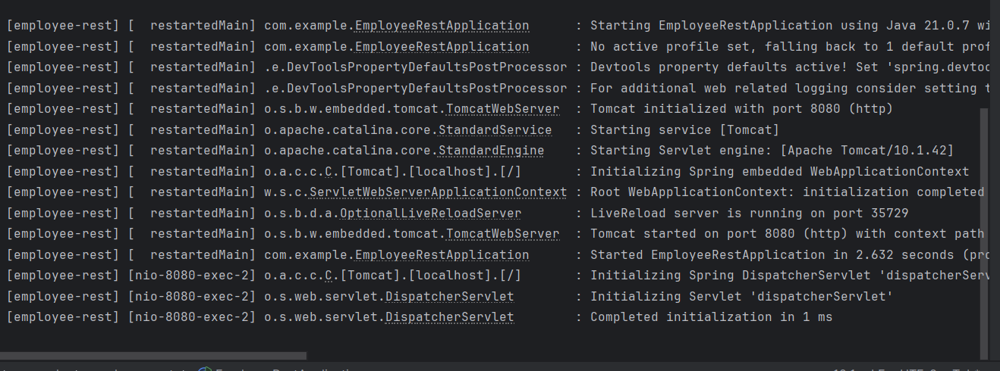 [employee-rest] [  restartedMain] com.example.EmployeeRestApplication      : Starting EmployeeRestApplication using Java 21.0.7 wi
[employee-rest] [  restartedMain] com.example.EmployeeRestApplication      : No active profile set, falling back to 1 default prof
[employee-rest] [  restartedMain] .e.DevToolsPropertyDefaultsPostProcessor : Devtools property defaults active! Set 'spring.devtoo
[employee-rest] [  restartedMain] .e.DevToolsPropertyDefaultsPostProcessor : For additional web related logging consider setting t
[employee-rest] [  restartedMain] o.s.b.w.embedded.tomcat.TomcatWebServer  : Tomcat initialized with port 8080 (http)
[employee-rest] [  restartedMain] o.apache.catalina.core.StandardService   : Starting service [Tomcat]
[employee-rest] [  restartedMain] o.apache.catalina.core.StandardEngine    : Starting Servlet engine: [Apache Tomcat/10.1.42]
[employee-rest] [  restartedMain] o.a.c.c.C.[Tomcat].[localhost].[/]       : Initializing Spring embedded WebApplicationContext
[employee-rest] [  restartedMain] w.s.c.ServletWebServerApplicationContext : Root WebApplicationContext: initialization completed
[employee-rest] [  restartedMain] o.s.b.d.a.OptionalLiveReloadServer       : LiveReload server is running on port 35729
[employee-rest] [  restartedMain] o.s.b.w.embedded.tomcat.TomcatWebServer  : Tomcat started on port 8080 (http) with context path
[employee-rest] [  restartedMain] com.example.EmployeeRestApplication      : Started EmployeeRestApplication in 2.632 seconds (pro
[employee-rest] [nio-8080-exec-2] o.a.c.c.C.[Tomcat].[localhost].[/]       : Initializing Spring DispatcherServlet 'dispatcherServ
[employee-rest] [nio-8080-exec-2] o.s.web.servlet.DispatcherServlet        : Initializing Servlet 'dispatcherServlet'
[employee-rest] [nio-8080-exec-2] o.s.web.servlet.DispatcherServlet        : Completed initialization in 1 ms